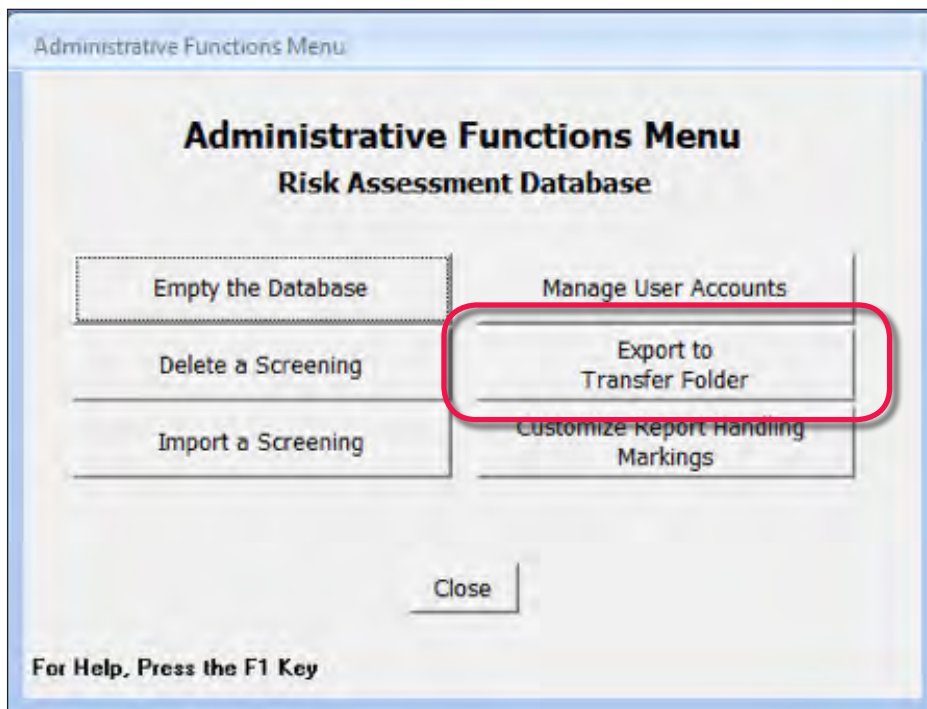 Administrative Functions Menu
Administrative Functions Menu
Risk Assessment Database
Empty the Database
Manage User Accounts
Delete a Screening
Export to
Transfer Folder
Import a Screening
Customize Report Handling
Markings
Close
For Help, Press the F1 Key